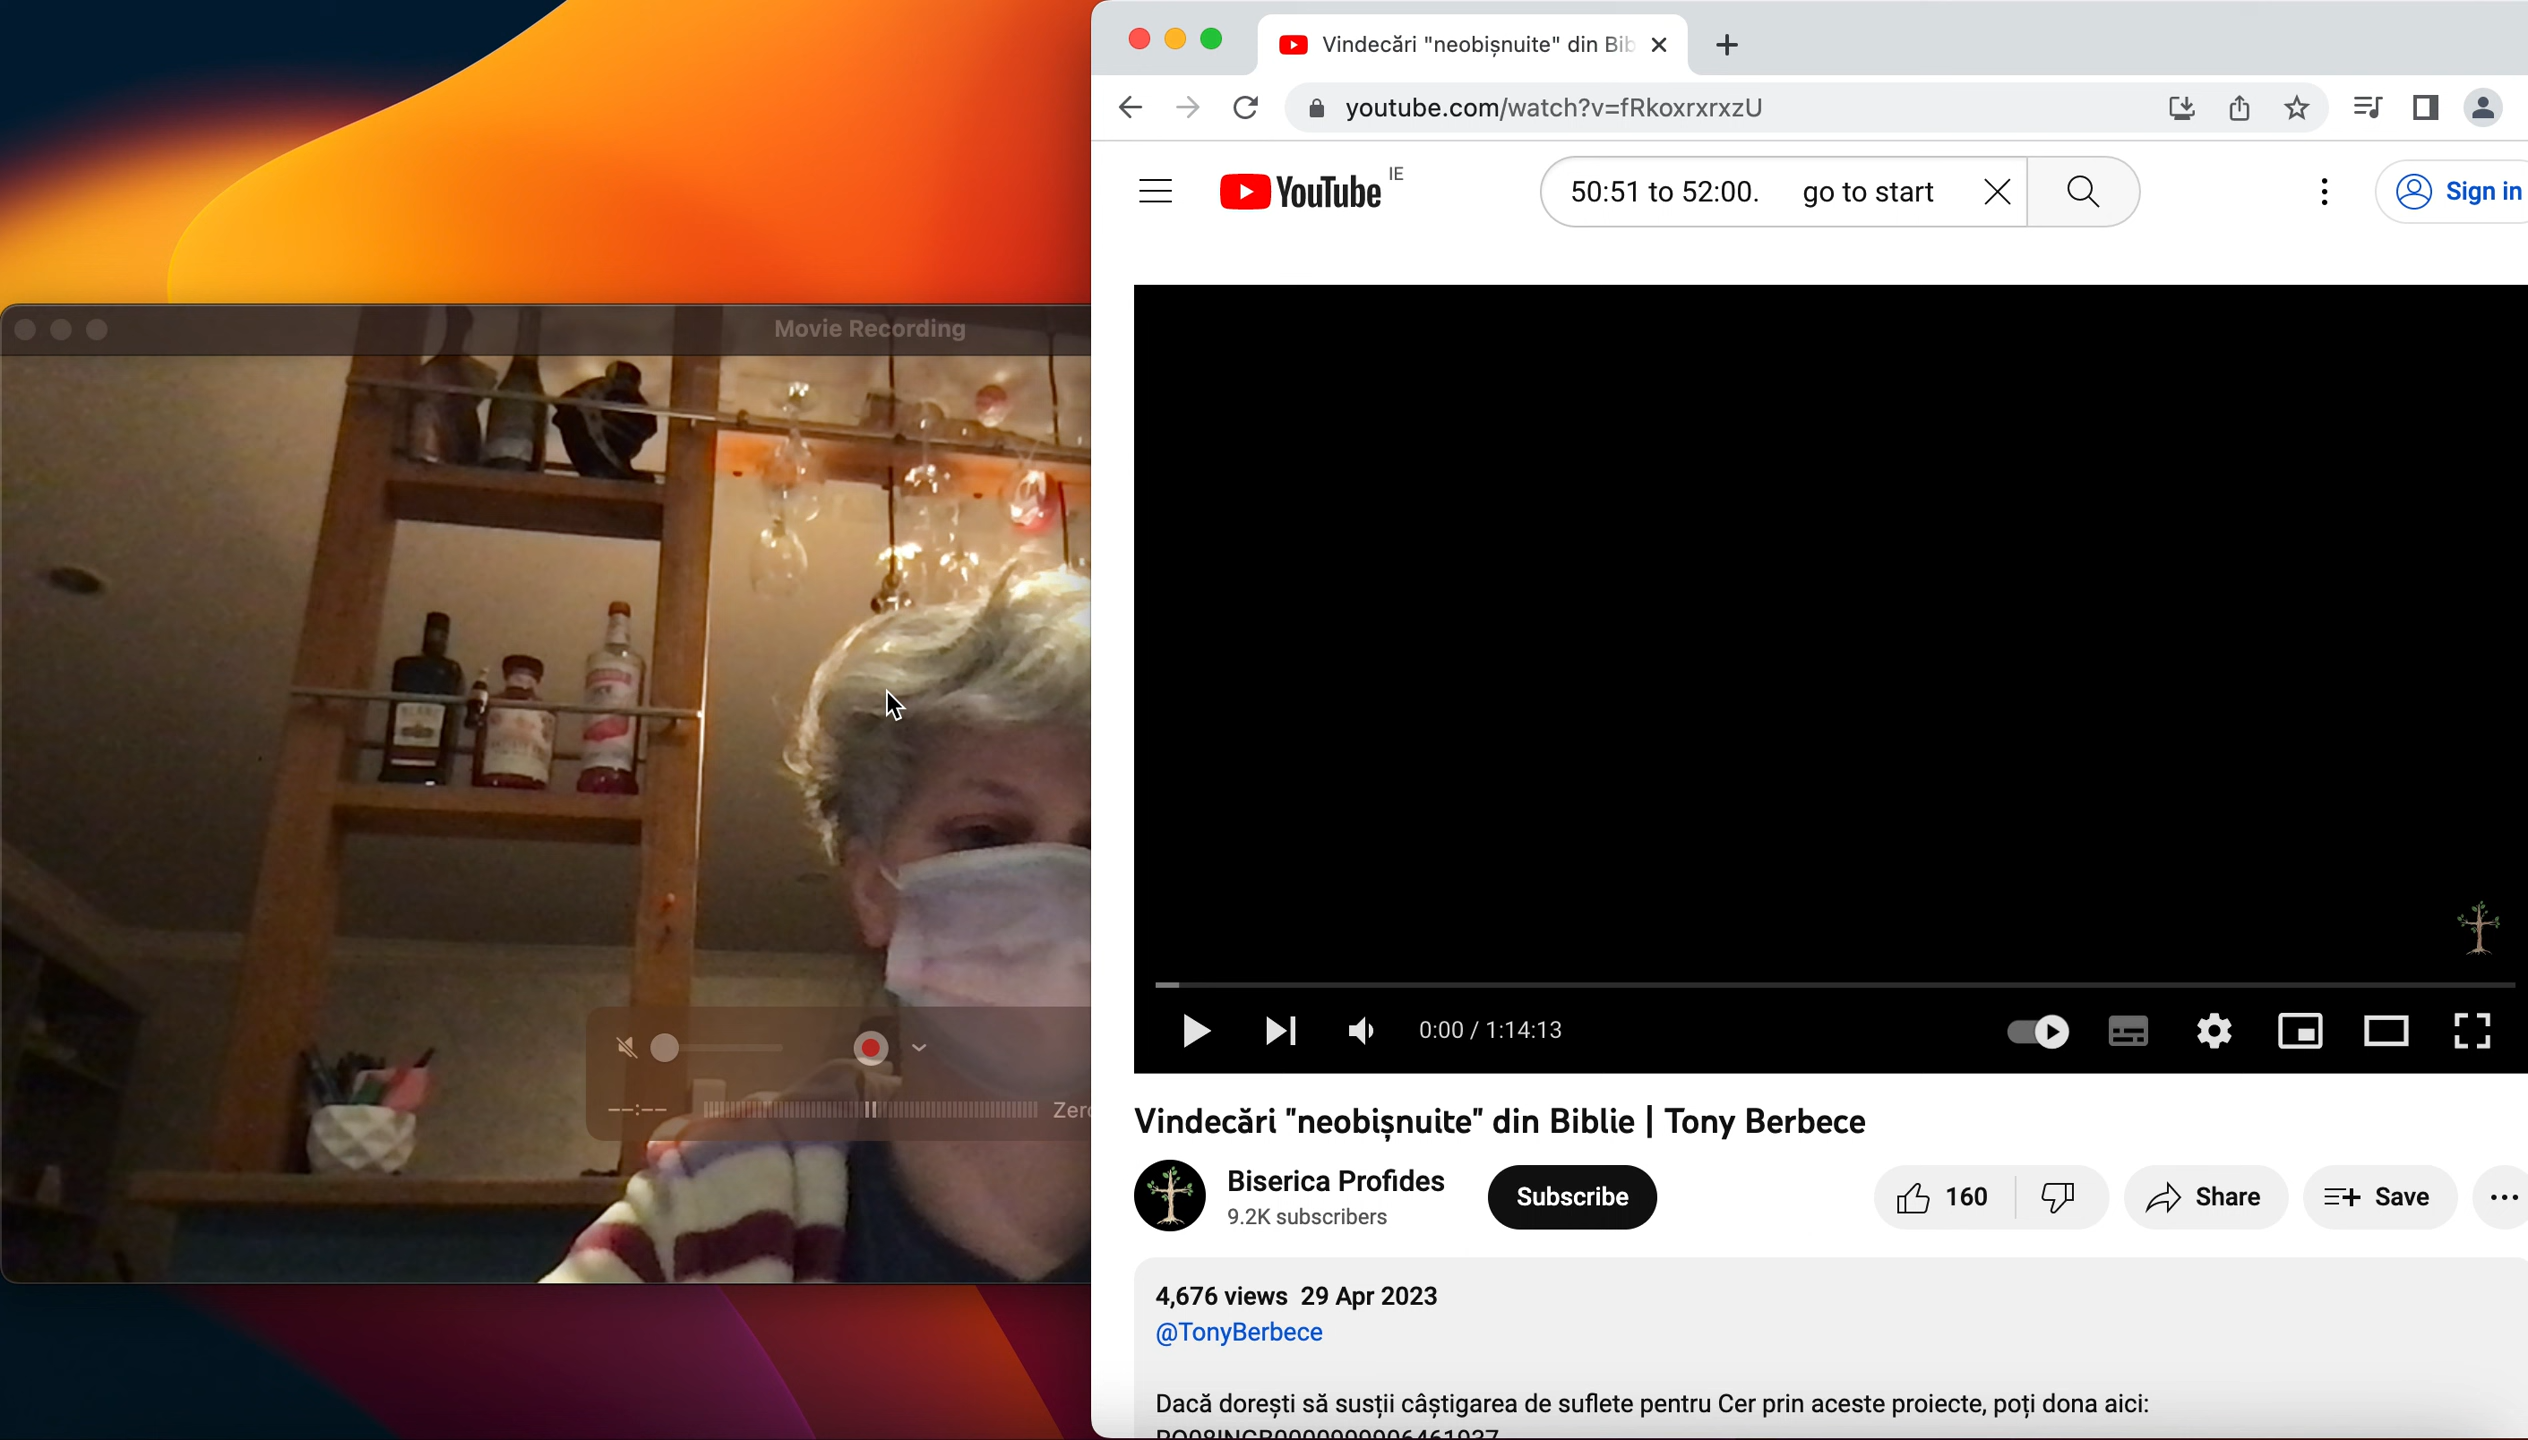 Vindecări "neobișnuite" din Bib
youtube.com/watch?v=fRkoxrxrxzU
YouTube IE
50:51 to 52:00. go to start
Sign in
Movie Recording
0:00 / 1:14:13
--:--
Vindecări "neobișnuite" din Biblie | Tony Berbece
Biserica Profides
9.2K subscribers
Subscribe
160
Share
Save
4,676 views 29 Apr 2023
@TonyBerbece
Dacă dorești să susții câștigarea de suflete pentru Cer prin aceste proiecte, poți dona aici: